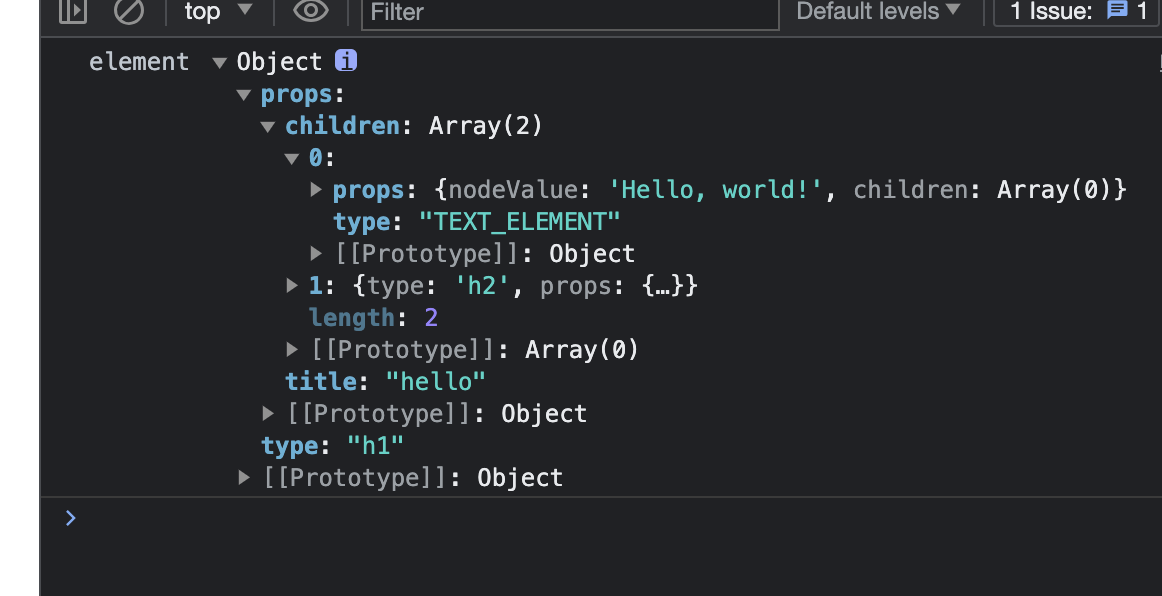 top Filter Default levels 1 Issue: 1
element Object i
props:
children: Array(2)
0:
props: {nodeValue: 'Hello, world!', children: Array(0)}
type: "TEXT_ELEMENT"
[[Prototype]]: Object
1: {type: 'h2', props: {…}}
length: 2
[[Prototype]]: Array(0)
title: "hello"
[[Prototype]]: Object
type: "h1"
[[Prototype]]: Object